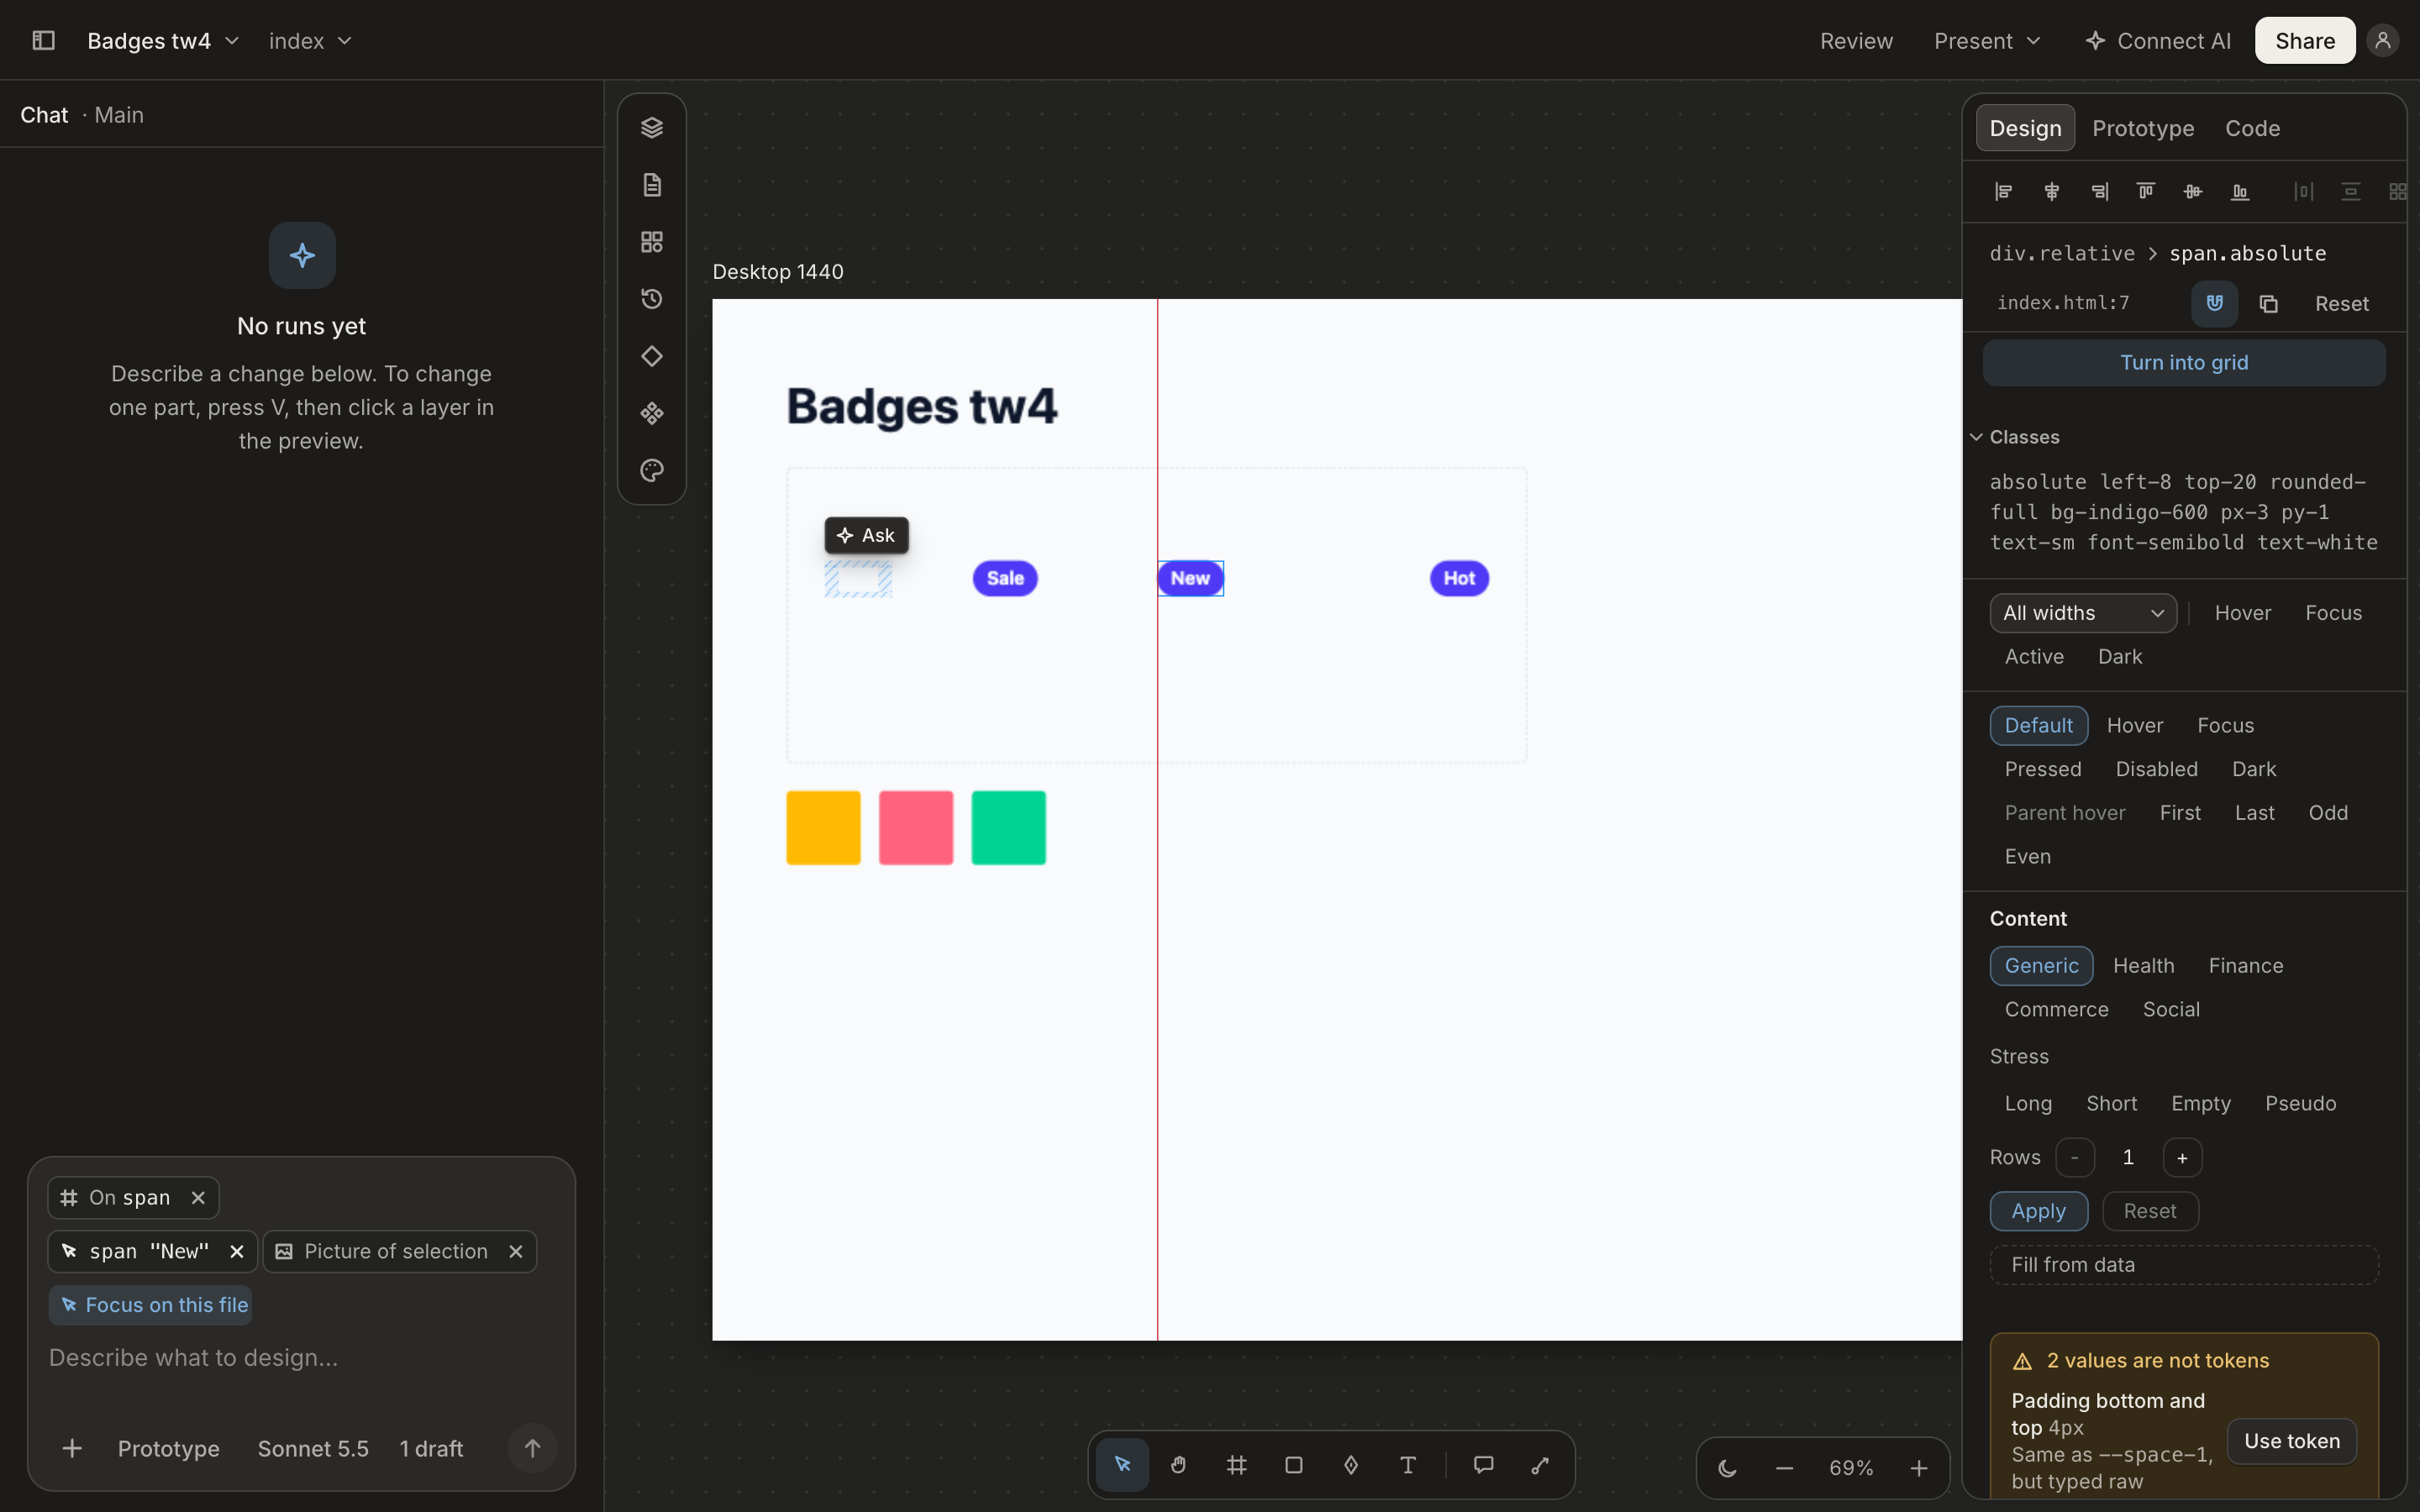 Badges tw4
index
Review
Present
Connect AI
Share
Chat · Main
No runs yet
Describe a change below. To change
one part, press V, then click a layer in
the preview.
On span
span "New"
Picture of selection
Focus on this file
Describe what to design...
Prototype
Sonnet 5.5
1 draft
Desktop 1440
Badges tw4
Ask
Sale
New
Hot
69%
Design
Prototype
Code
div.relative > span.absolute
index.html:7
Reset
Turn into grid
Classes
absolute left-8 top-20 rounded-
full bg-indigo-600 px-3 py-1
text-sm font-semibold text-white
All widths
Hover
Focus
Active
Dark
Default
Hover
Focus
Pressed
Disabled
Dark
Parent hover
First
Last
Odd
Even
Content
Generic
Health
Finance
Commerce
Social
Stress
Long
Short
Empty
Pseudo
Rows - 1 +
Apply
Reset
Fill from data
2 values are not tokens
Padding bottom and
top 4px
Same as --space-1,
but typed raw
Use token